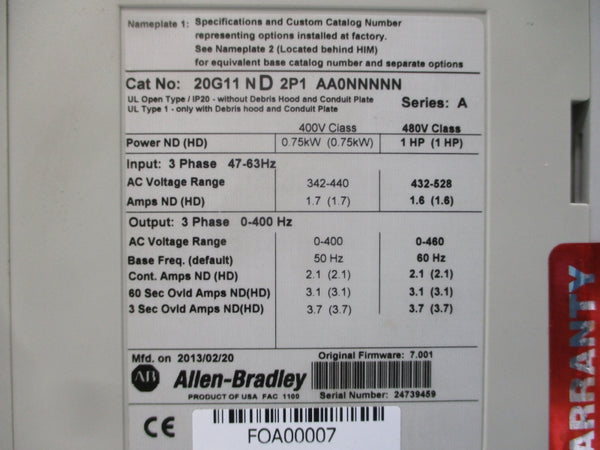 Nameplate 1: Specifications and Custom Catalog Number
representing options installed at factory.
See Nameplate 2 (Located behind HIM)
for equivalent base catalog number and separate options
Cat No: 20G11 N D 2P1 AA0NNNNN
UL Open Type / IP20 - without Debris Hood and Conduit Plate
UL Type 1 - only with Debris hood and Conduit Plate
Series: A
400V Class 480V Class
Power ND (HD) 0.75kW (0.75kW) 1 HP (1 HP)
Input: 3 Phase 47-63Hz
AC Voltage Range 342-440 432-528
Amps ND (HD) 1.7 (1.7) 1.6 (1.6)
Output: 3 Phase 0-400 Hz
AC Voltage Range 0-400 0-460
Base Freq. (default) 50 Hz 60 Hz
Cont. Amps ND (HD) 2.1 (2.1) 2.1 (2.1)
60 Sec Ovld Amps ND(HD) 3.1 (3.1) 3.1 (3.1)
3 Sec Ovld Amps ND(HD) 3.7 (3.7) 3.7 (3.7)
Mfd. on 2013/02/20
Original Firmware: 7.001
AB Allen-Bradley
PRODUCT OF USA FAC 1109
Serial Number: 24739459
CE
FOA00007
ARRANTY